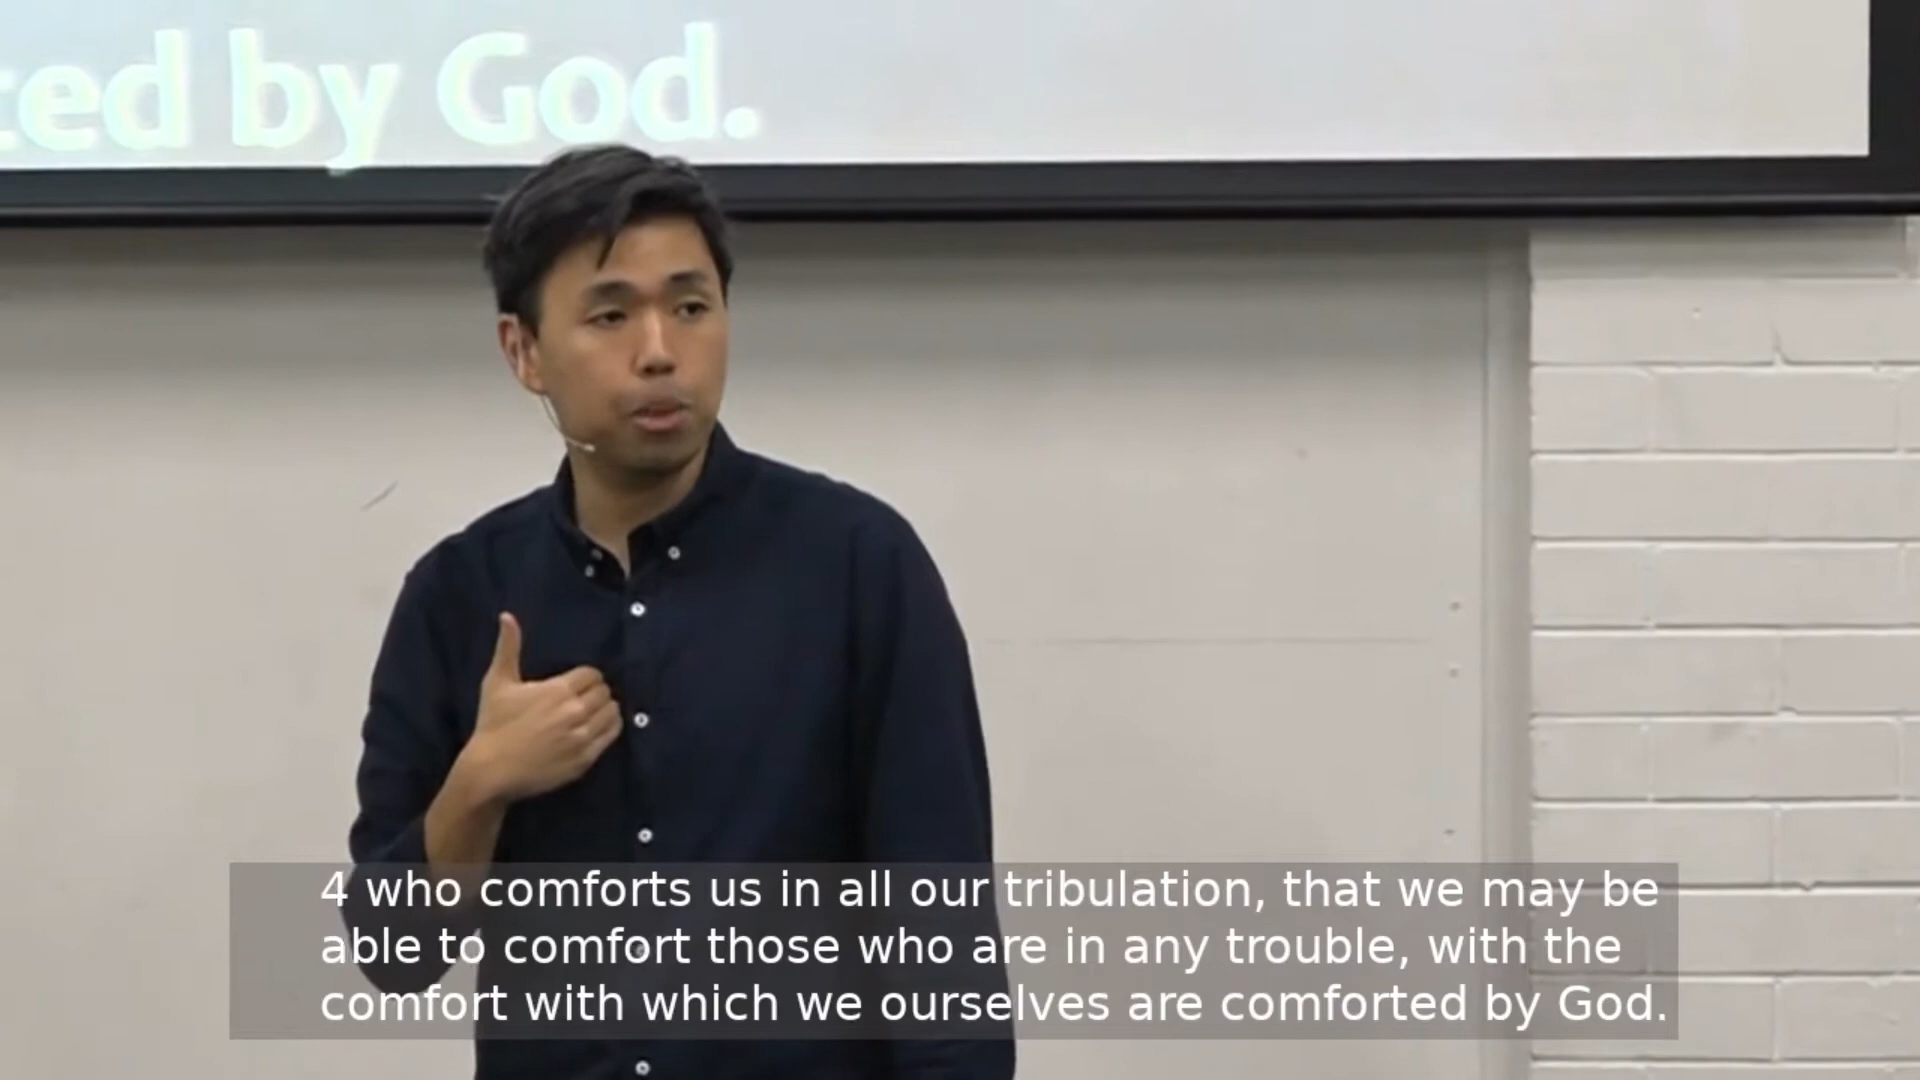 ted by God.
4 who comforts us in all our tribulation, that we may be
able to comfort those who are in any trouble, with the
comfort with which we ourselves are comforted by God.